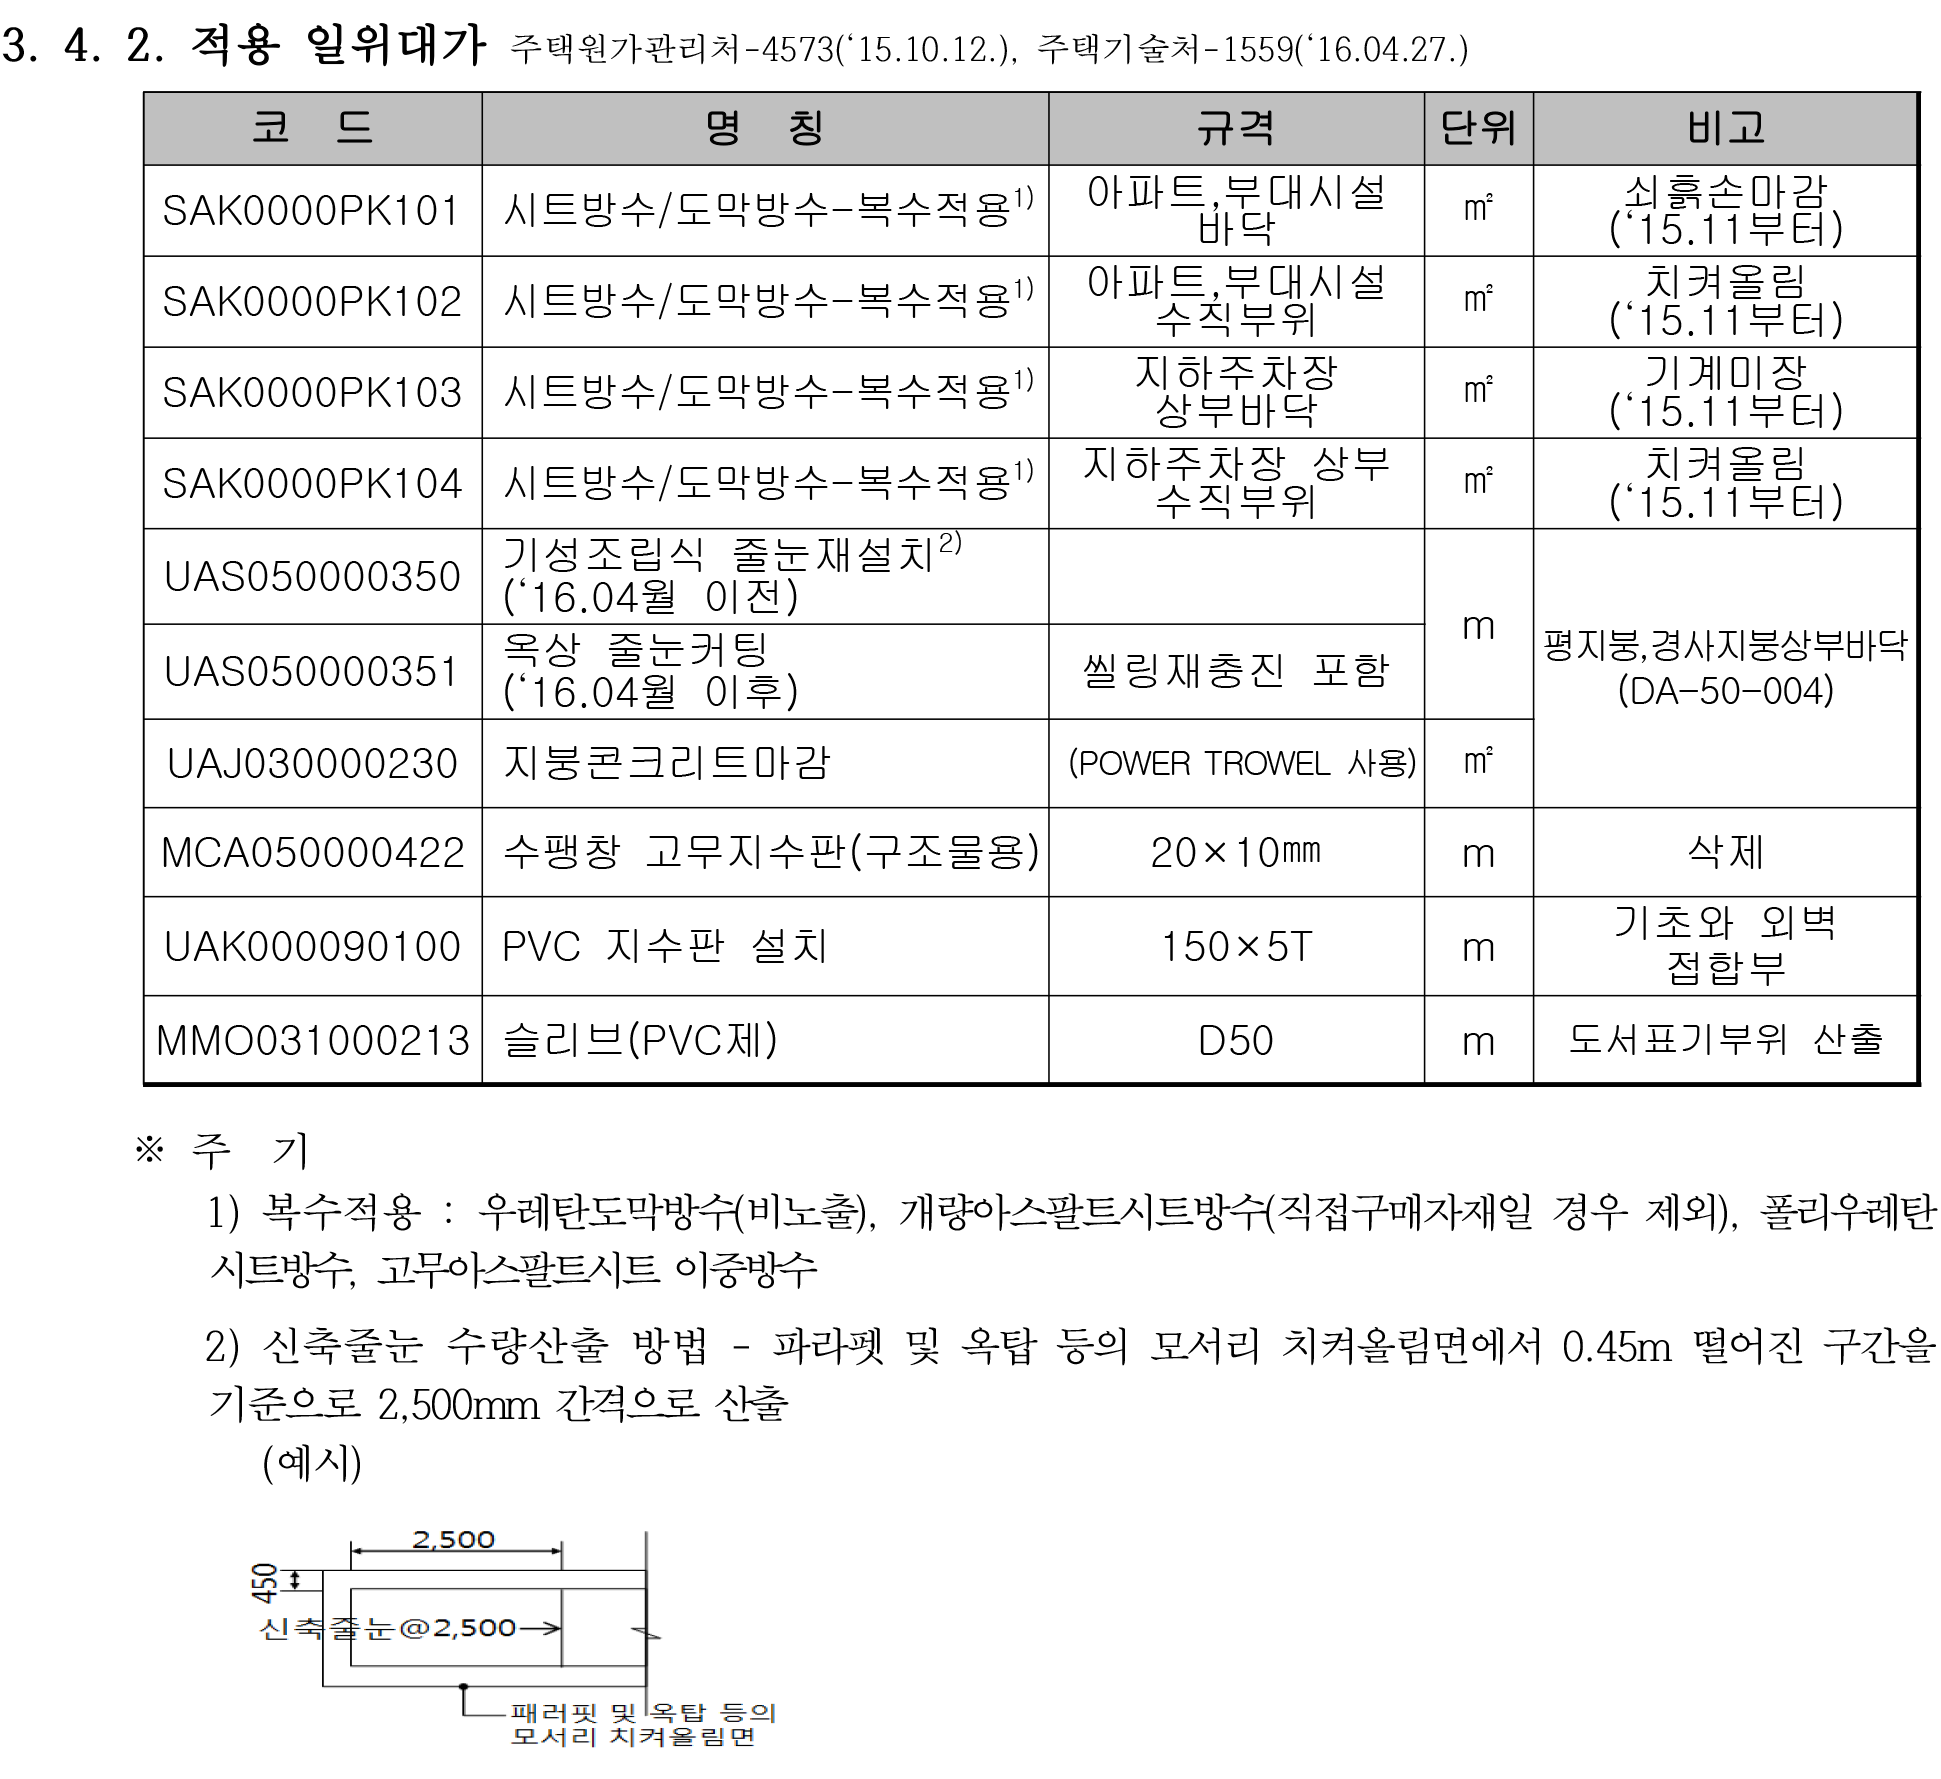 3. 4. 2. 적용 일위대가 주택원가관리처-4573(‘15.10.12.), 주택기술처-1559(‘16.04.27.)
코 드 명 칭 규격 단위 비고
SAK0000PK101 시트방수/도막방수-복수적용1) 아파트,부대시설 바닥 ㎡ 쇠흙손마감 (‘15.11부터)
SAK0000PK102 시트방수/도막방수-복수적용1) 아파트,부대시설 수직부위 ㎡ 치켜올림 (‘15.11부터)
SAK0000PK103 시트방수/도막방수-복수적용1) 지하주차장 상부바닥 ㎡ 기계미장 (‘15.11부터)
SAK0000PK104 시트방수/도막방수-복수적용1) 지하주차장 상부 수직부위 ㎡ 치켜올림 (‘15.11부터)
UAS050000350 기성조립식 줄눈재설치2) (‘16.04월 이전) m 평지붕,경사지붕상부바닥 (DA-50-004)
UAS050000351 옥상 줄눈커팅 (‘16.04월 이후) 씰링재충진 포함
UAJ030000230 지붕콘크리트마감 (POWER TROWEL 사용) ㎡
MCA050000422 수팽창 고무지수판(구조물용) 20×10㎜ m 삭제
UAK000090100 PVC 지수판 설치 150×5T m 기초와 외벽 접합부
MMO031000213 슬리브(PVC제) D50 m 도서표기부위 산출
※ 주 기
1) 복수적용 : 우레탄도막방수(비노출), 개량아스팔트시트방수(직접구매자재일 경우 제외), 폴리우레탄
시트방수, 고무아스팔트시트 이중방수
2) 신축줄눈 수량산출 방법 - 파라펫 및 옥탑 등의 모서리 치켜올림면에서 0.45m 떨어진 구간을
기준으로 2,500mm 간격으로 산출
(예시)
2,500
450
신축줄눈@2,500
패러핏 및 옥탑 등의
모서리 치켜올림면